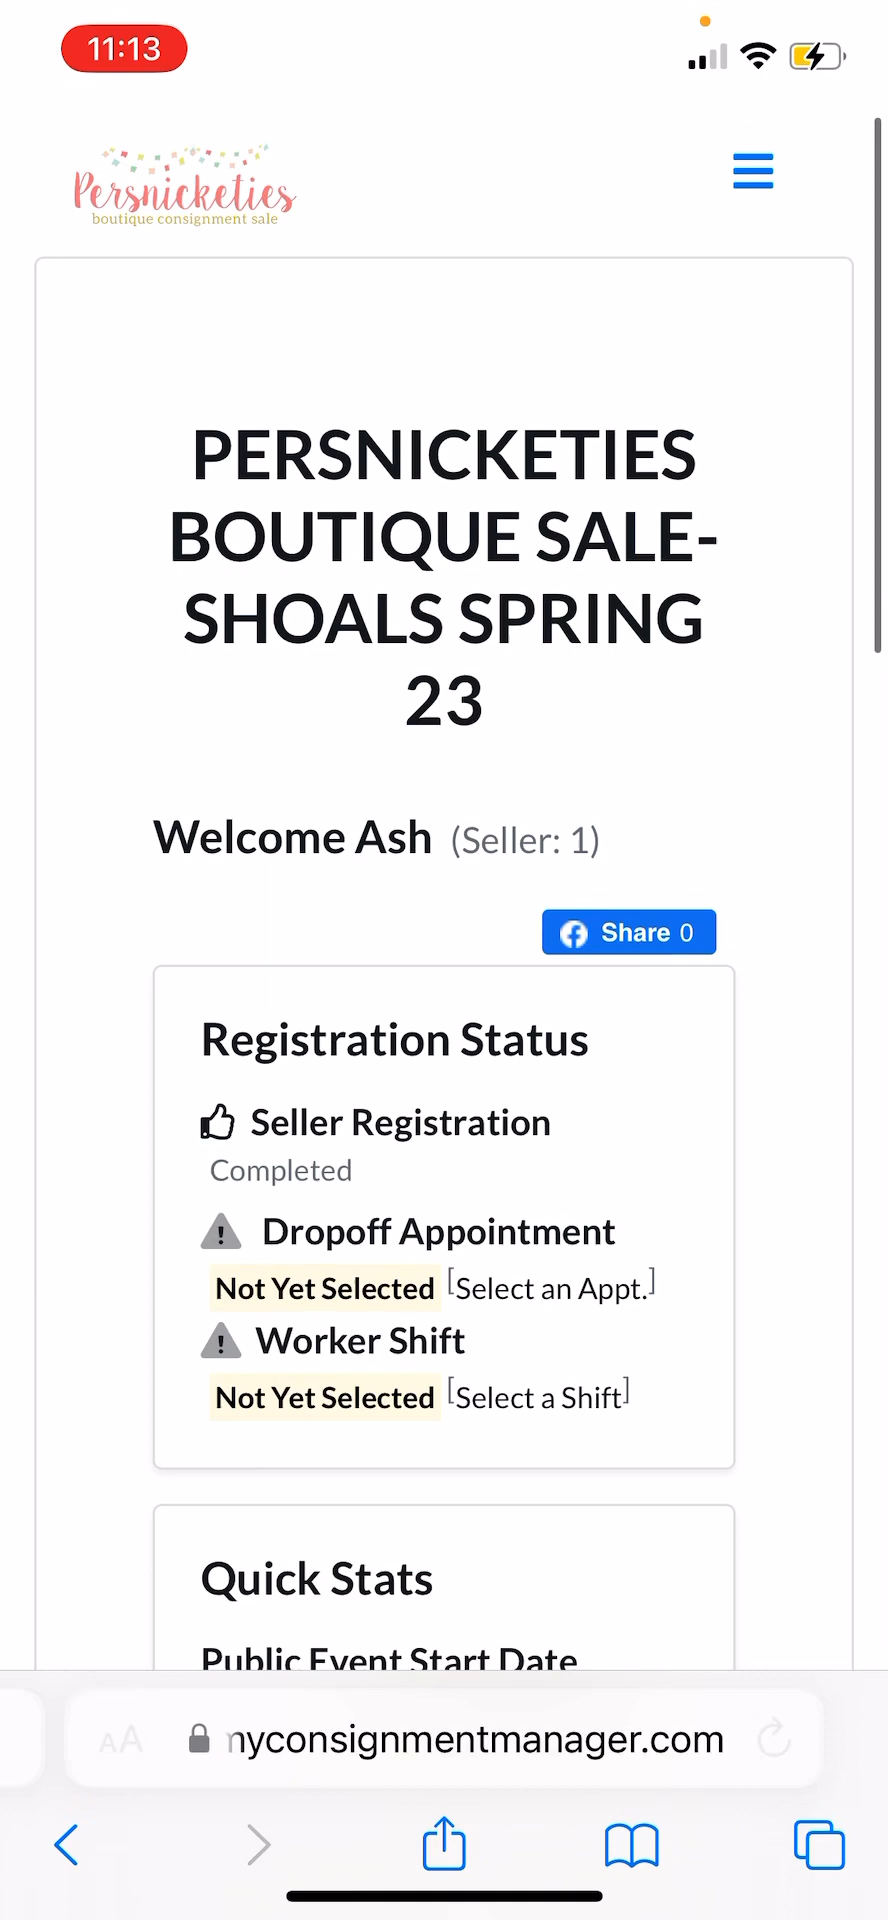 11:13
Persnicketies
boutique consignment sale
PERSNICKETIES
BOUTIQUE SALE-
SHOALS SPRING
23
Welcome Ash (Seller: 1)
Share 0
Registration Status
Seller Registration
Completed
Dropoff Appointment
Not Yet Selected [Select an Appt.]
Worker Shift
Not Yet Selected [Select a Shift]
Quick Stats
Public Event Start Date
AA nyconsignmentmanager.com